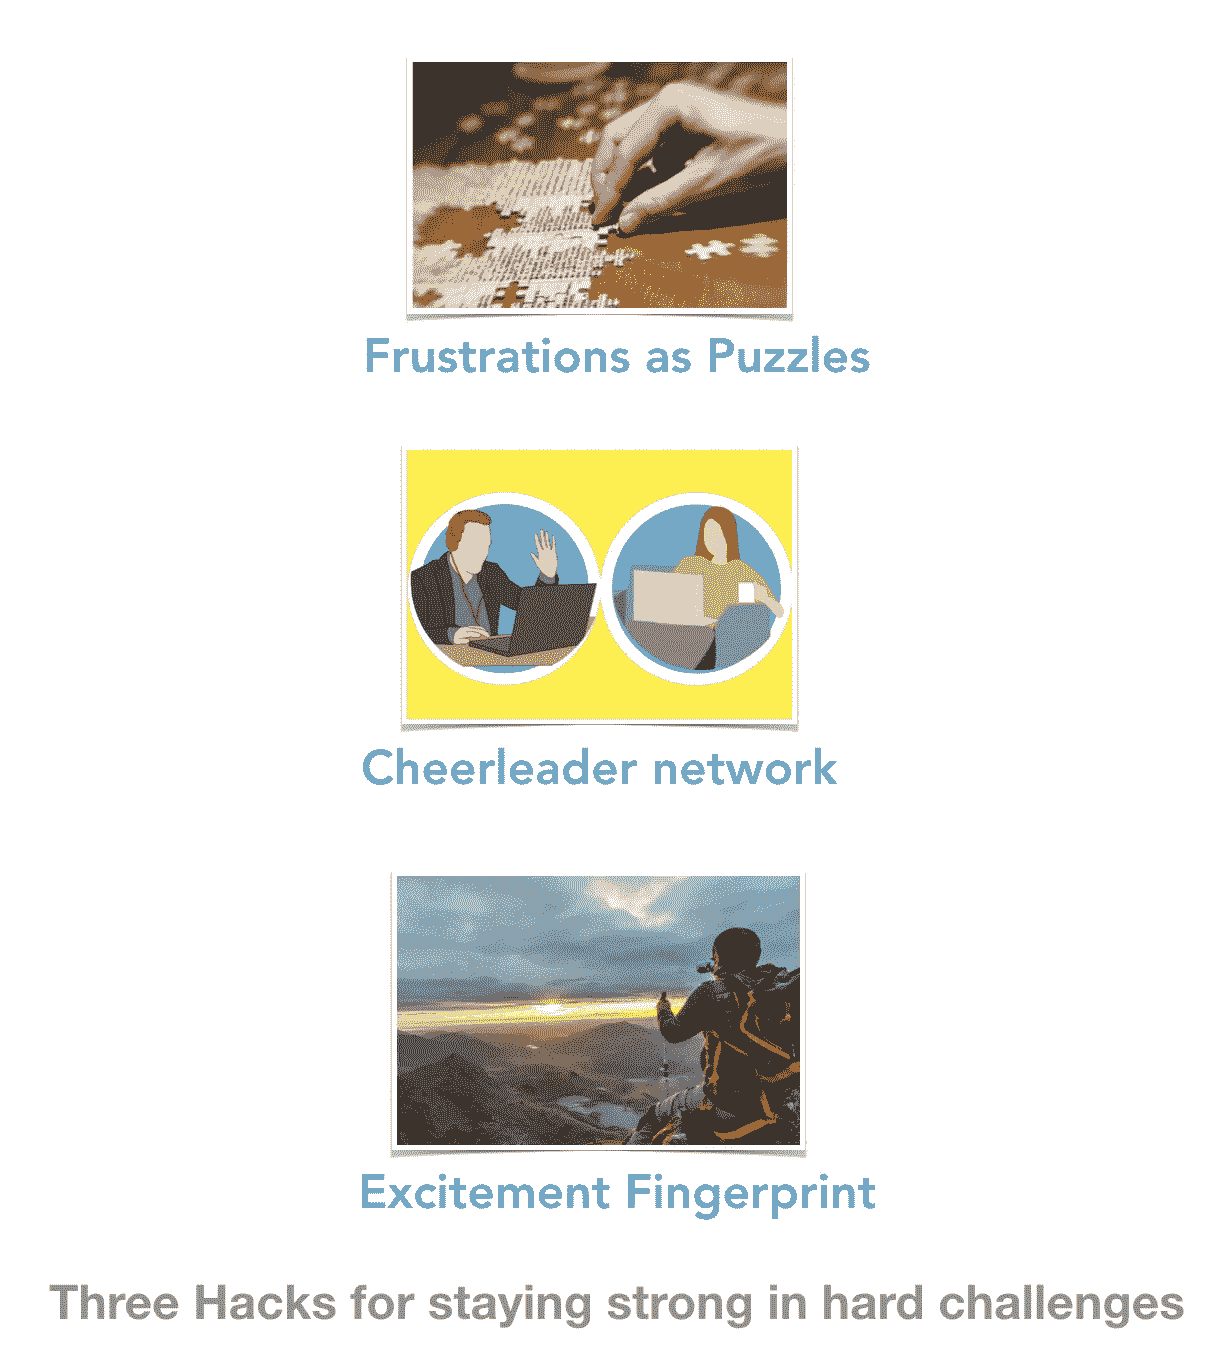 Frustrations as Puzzles
Cheerleader network
Excitement Fingerprint
Three Hacks for staying strong in hard challenges